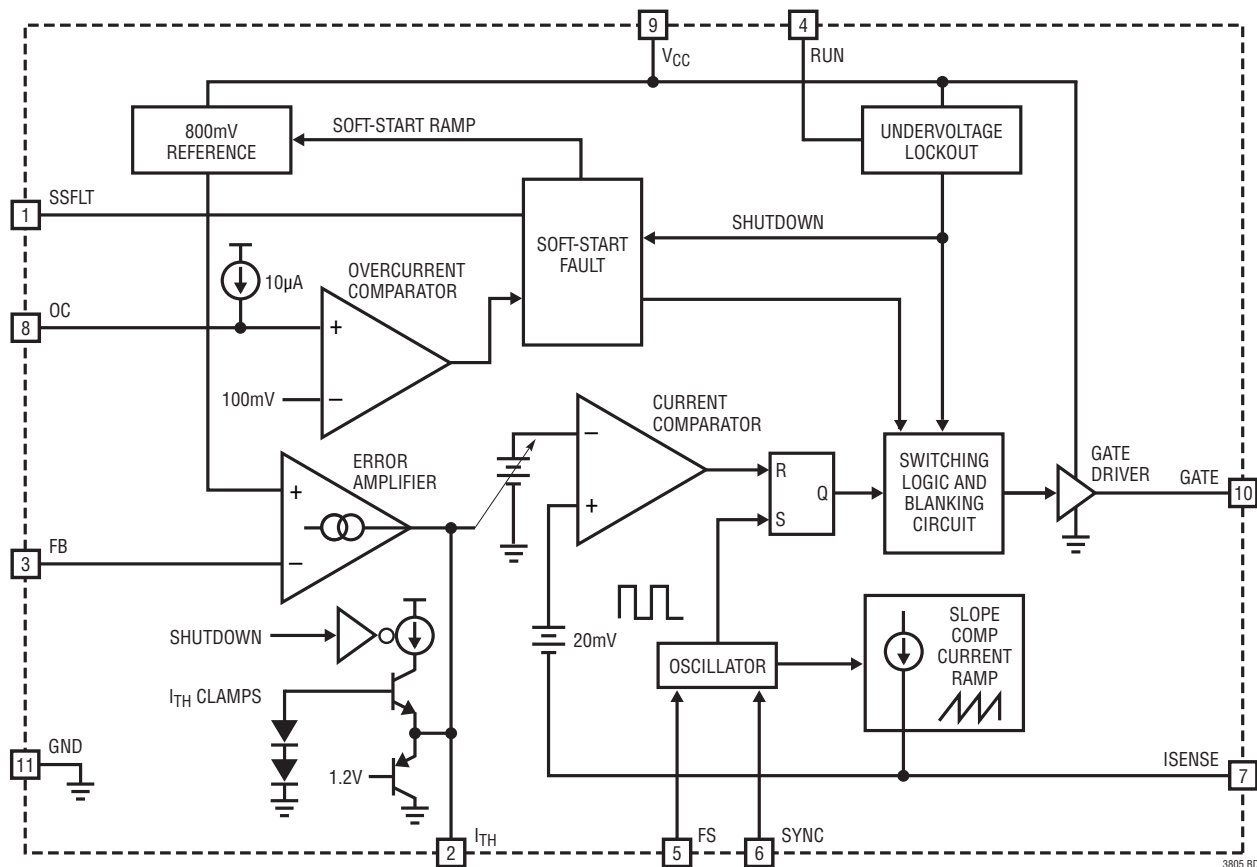 9
4
VCC
RUN
800mV
REFERENCE
SOFT-START RAMP
UNDERVOLTAGE
LOCKOUT
1
SSFLT
SOFT-START
FAULT
SHUTDOWN
10µA
OVERCURRENT
COMPARATOR
8
OC
+
100mV
–
CURRENT
COMPARATOR
ERROR
AMPLIFIER
+
–
–
+
R
Q
S
SWITCHING
LOGIC AND
BLANKING
CIRCUIT
GATE
DRIVER
GATE
10
3
FB
SHUTDOWN
20mV
OSCILLATOR
SLOPE
COMP
CURRENT
RAMP
ITH CLAMPS
11
GND
1.2V
ISENSE
7
2
ITH
5
FS
6
SYNC
3805 BD